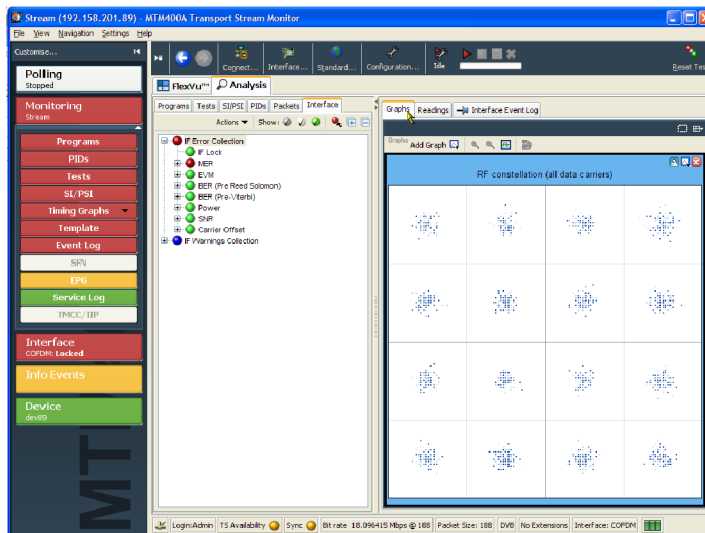 Stream (192.158.201.89) - MTM400A Transport Stream Monitor
File View Navigation Settings Help
Customise...
Connect... Interface... Standard... Configuration... Idle Reset Tes
Polling
Stopped
FlexVu™ Analysis
Monitoring
Stream
Programs Tests SI/PSI PIDs Packets Interface
Graphs Readings Interface Event Log
Actions Show:
Programs
PIDs
Tests
SI/PSI
Timing Graphs
Template
Event Log
SFN
EPG
Service Log
TMCC/IIP
Interface
COFDM: Locked
Info Events
Device
dev89
MTM
IF Error Collection
IF Lock
MER
EVM
BER (Pre Reed Solomon)
BER (Pre-Viterbi)
Power
SNR
Carrier Offset
IF Warnings Collection
Graphs Add Graph
RF constellation (all data carriers)
Login:Admin TS Availability Sync Bit rate 18.096415 Mbps @ 188 Packet Size: 188 DVB No Extensions Interface: COFDM